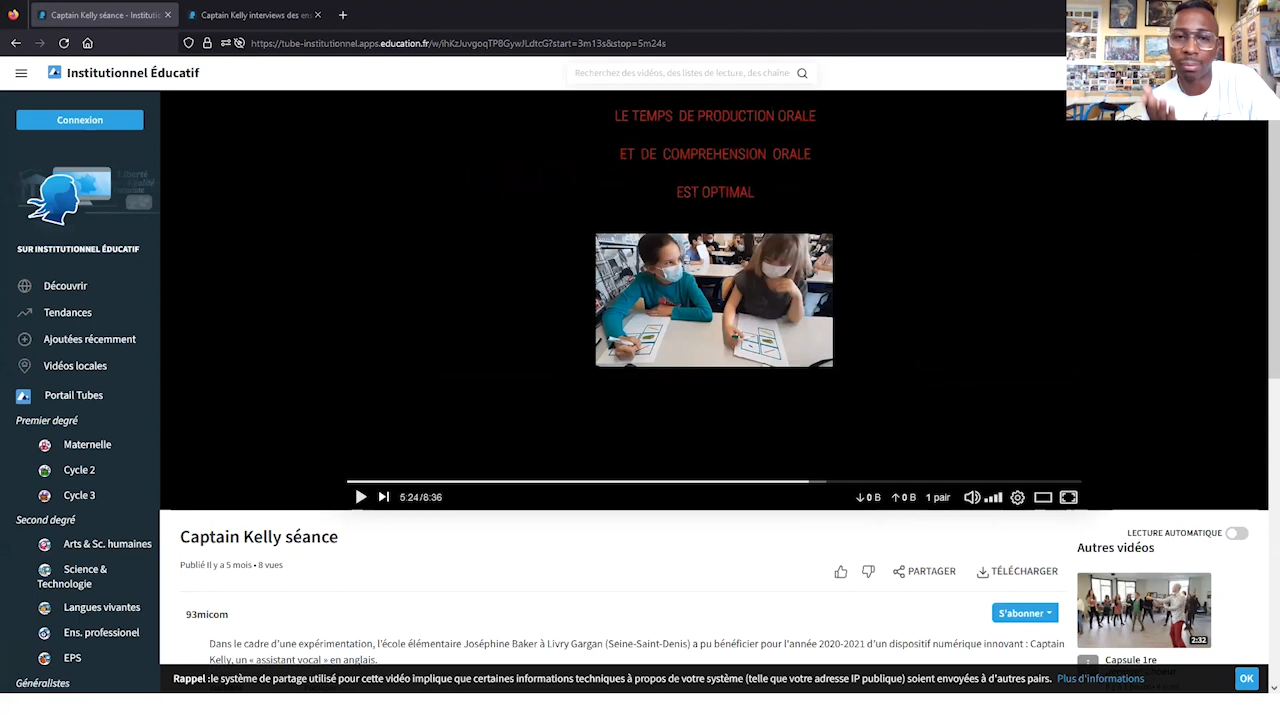 Captain Kelly séance - Instituti
Captain Kelly interviews des en
https://tube-institutionnel.apps.education.fr/w/ihKzJuvgoqTP8GywJLdtcG?start=3m13s&stop=5m24s
Institutionnel Éducatif
Recherchez des vidéos, des listes de lecture, des chaîne
Connexion
SUR INSTITUTIONNEL ÉDUCATIF
Découvrir
Tendances
Ajoutées récemment
Vidéos locales
Portail Tubes
Premier degré
Maternelle
Cycle 2
Cycle 3
Second degré
Arts & Sc. humaines
Science &
Technologie
Langues vivantes
Ens. professionel
EPS
Généralistes
LE TEMPS DE PRODUCTION ORALE
ET DE COMPREHENSION ORALE
EST OPTIMAL
5:24/8:36
0 B
0 B
1 pair
Captain Kelly séance
Publié Il y a 5 mois • 8 vues
PARTAGER
TÉLÉCHARGER
93micom
S'abonner
Dans le cadre d'une expérimentation, l'école élémentaire Joséphine Baker à Livry Gargan (Seine-Saint-Denis) a pu bénéficier pour l'année 2020-2021 d'un dispositif numérique innovant : Captain
Kelly, un « assistant vocal » en anglais.
LECTURE AUTOMATIQUE
Autres vidéos
2:32
Capsule 1re
Rappel :le système de partage utilisé pour cette vidéo implique que certaines informations techniques à propos de votre système (telle que votre adresse IP publique) soient envoyées à d'autres pairs. Plus d'informations
OK